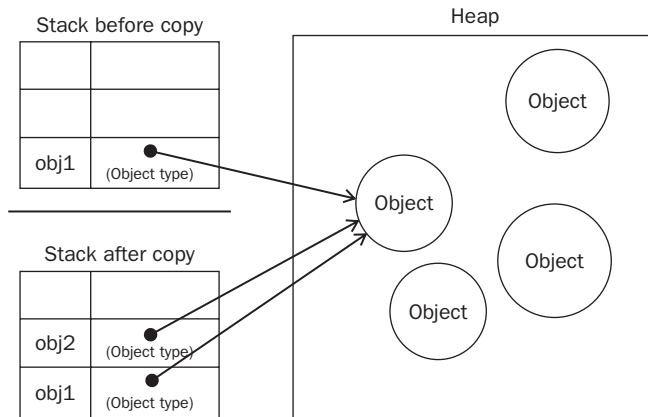 Stack before copy
obj1
(Object type)
Stack after copy
obj2
(Object type)
obj1
(Object type)
Heap
Object
Object
Object
Object